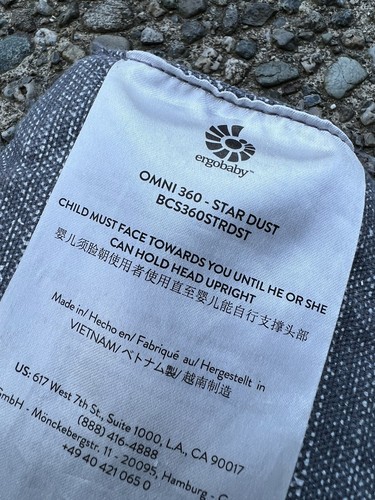 ergobaby™
OMNI 360 - STAR DUST
BCS360STRDST
CHILD MUST FACE TOWARDS YOU UNTIL HE OR SHE
CAN HOLD HEAD UPRIGHT
婴儿须脸朝使用者使用直至婴儿能自行支撑头部
Made in/ Hecho en/ Fabriqué au/ Hergestellt in
VIETNAM/ベトナム製/越南制造
US: 617 West 7th St., Suite 1000, L.A., CA 90017
(888) 416-4888
GmbH - Mönckebergstr. 11 - 20095, Hamburg - G
+49 40 421 065 0